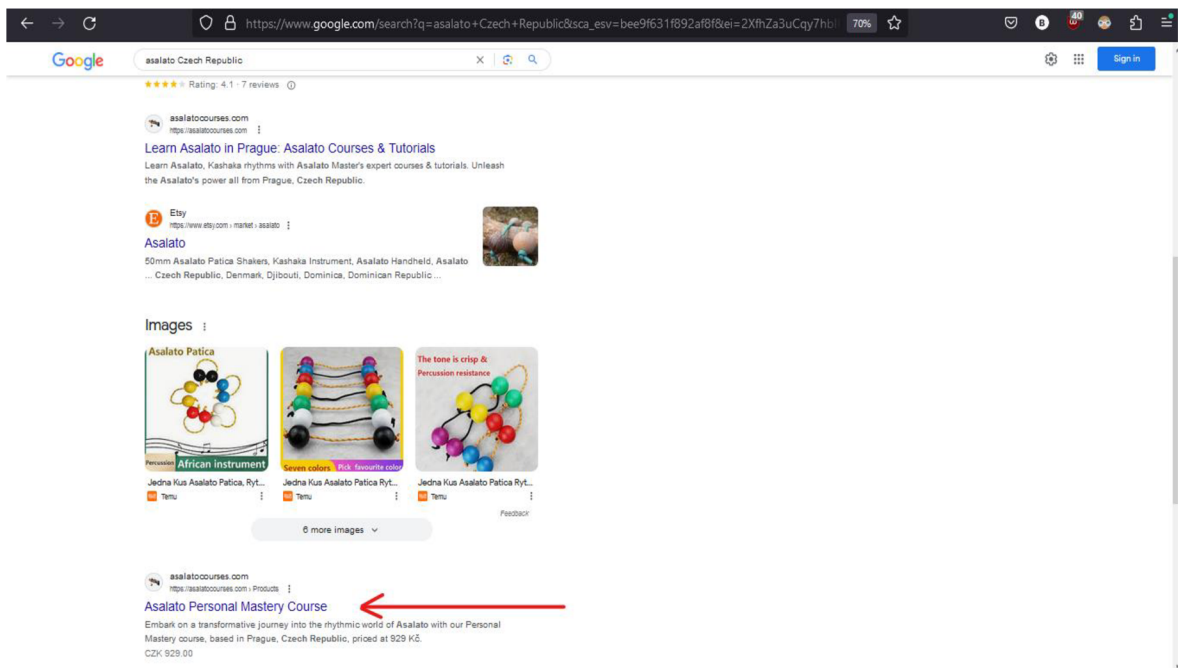 https://www.google.com/search?q=asalato+Czech+Republic&sca_esv=bee9f631f892af8f&ei=2XfhZa3uCqy7hbl
70%
40
Google
asalato Czech Republic
Sign in
Rating: 4.1 · 7 reviews
asalatocourses.com
https://asalatocourses.com
Learn Asalato in Prague: Asalato Courses & Tutorials
Learn Asalato, Kashaka rhythms with Asalato Master's expert courses & tutorials. Unleash
the Asalato's power all from Prague, Czech Republic.
Etsy
https://www.etsy.com › market › asalato
Asalato
50mm Asalato Patica Shakers, Kashaka Instrument, Asalato Handheld, Asalato
... Czech Republic, Denmark, Djibouti, Dominica, Dominican Republic ...
Images
Asalato Patica
Percussion African instrument
Seven colors Pick favourite color
The tone is crisp &
Percussion resistance
Jedna Kus Asalato Patica, Ryt...
Temu
Jedna Kus Asalato Patica Ryt...
Temu
Jedna Kus Asalato Patica Ryt...
Temu
Feedback
6 more images
asalatocourses.com
https://asalatocourses.com › Products
Asalato Personal Mastery Course
Embark on a transformative journey into the rhythmic world of Asalato with our Personal
Mastery course, based in Prague, Czech Republic, priced at 929 Kč.
CZK 929.00